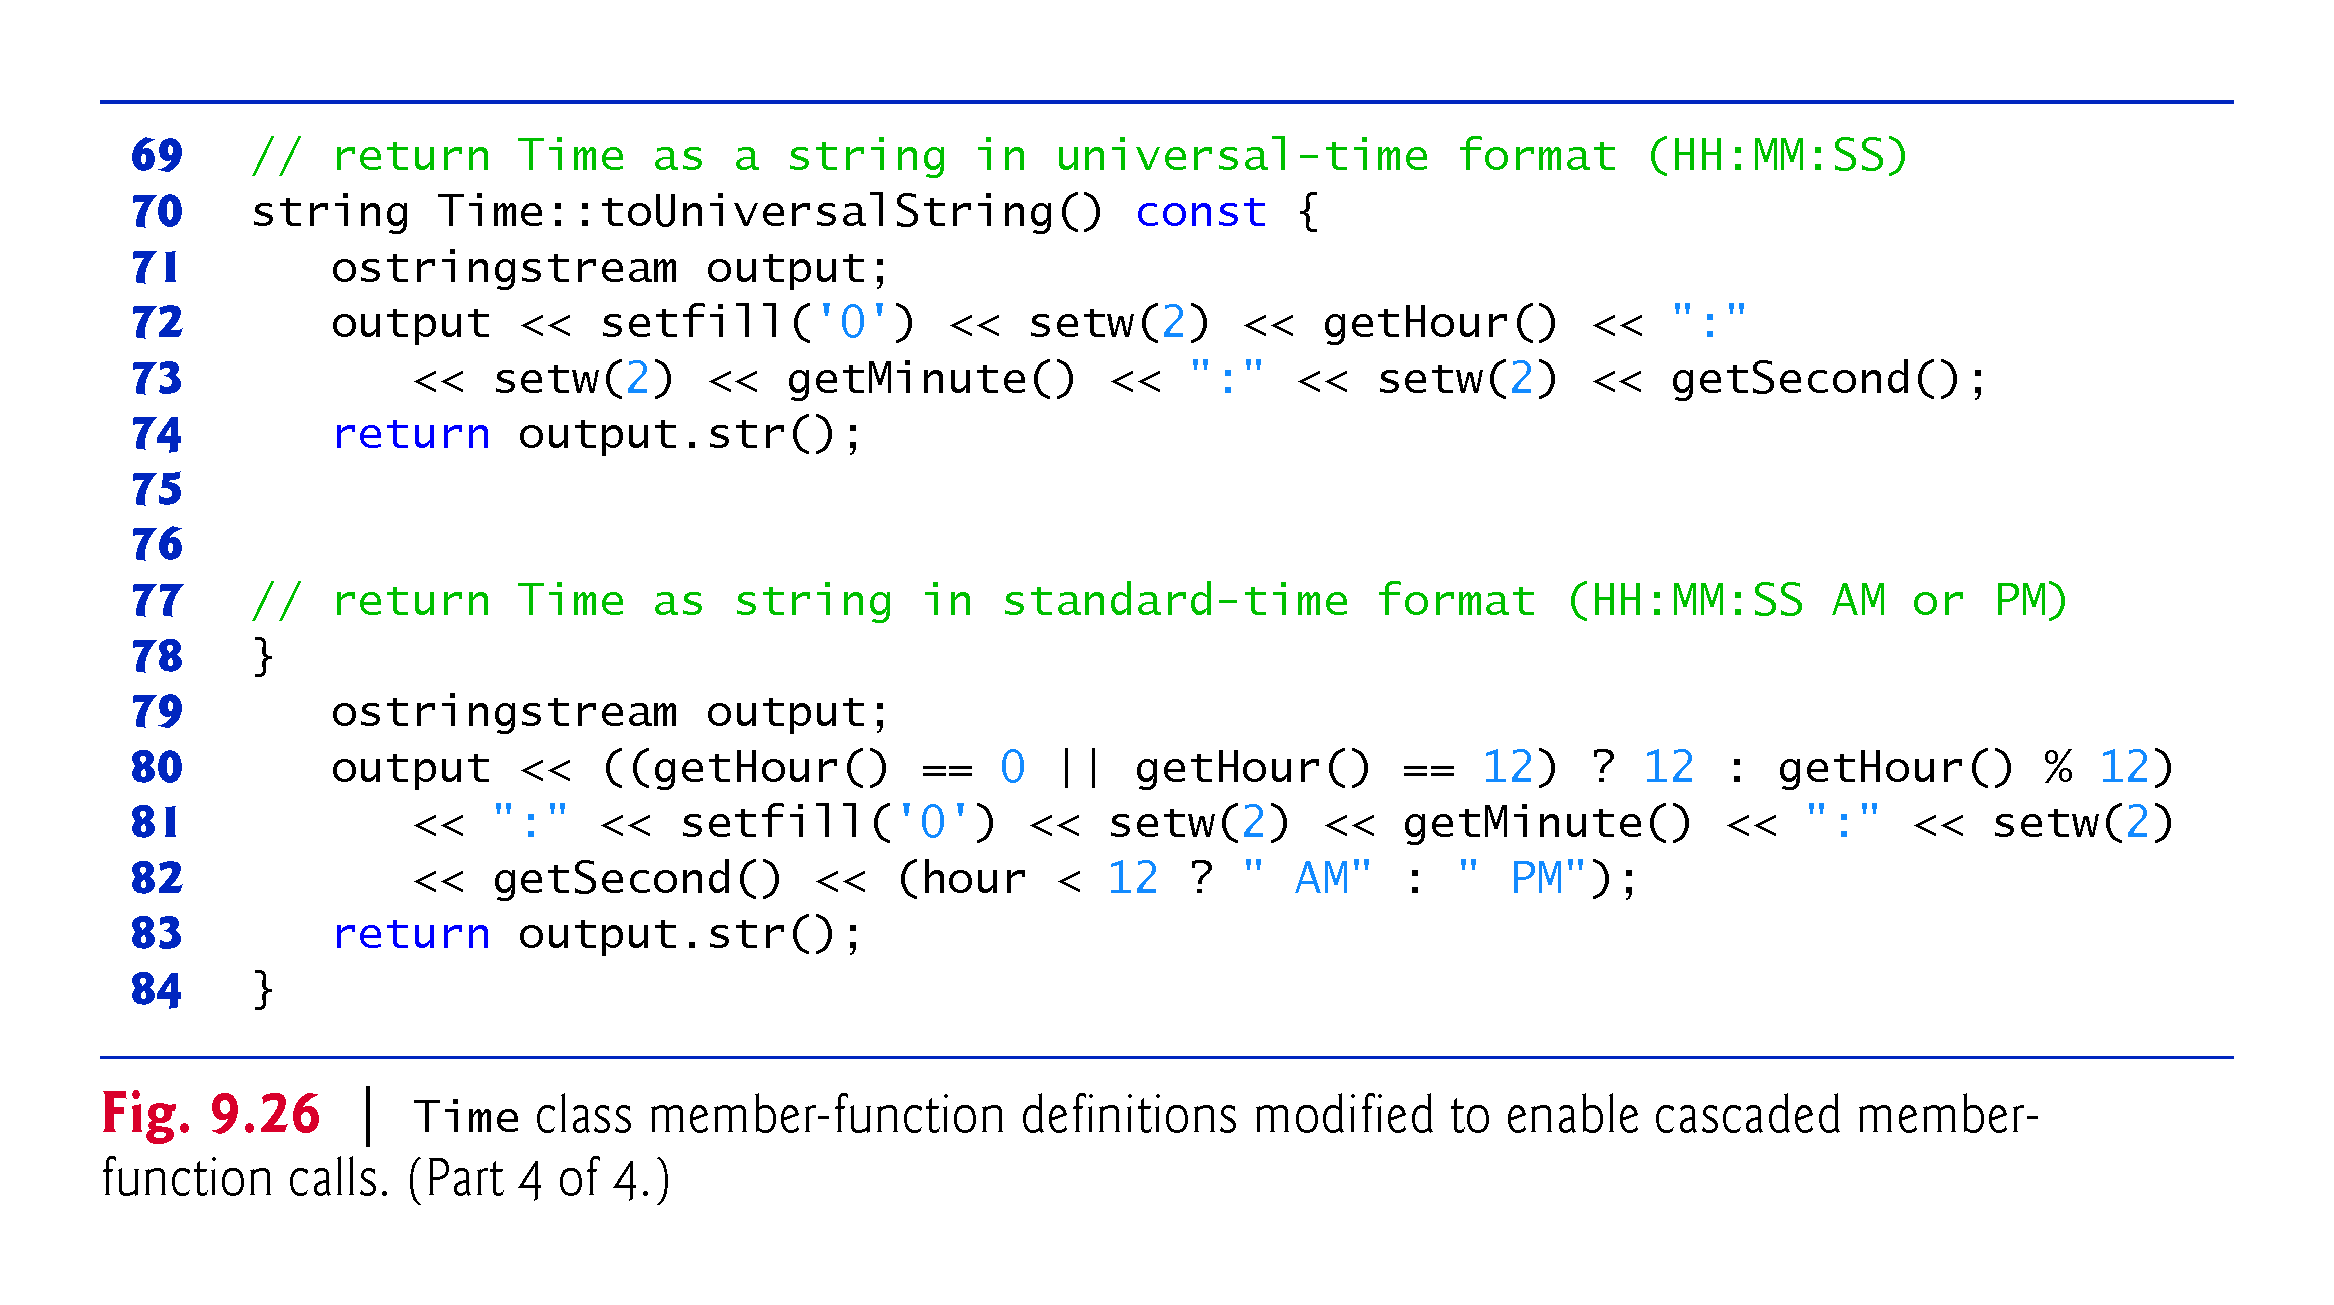 69 // return Time as a string in universal-time format (HH:MM:SS)
70 string Time::toUniversalString() const {
71 ostringstream output;
72 output << setfill('0') << setw(2) << getHour() << ":"
73 << setw(2) << getMinute() << ":" << setw(2) << getSecond();
74 return output.str();
75
76
77 // return Time as string in standard-time format (HH:MM:SS AM or PM)
78 }
79 ostringstream output;
80 output << ((getHour() == 0 || getHour() == 12) ? 12 : getHour() % 12)
81 << ":" << setfill('0') << setw(2) << getMinute() << ":" << setw(2)
82 << getSecond() << (hour < 12 ? " AM" : " PM");
83 return output.str();
84 }
Fig. 9.26 | Time class member-function definitions modified to enable cascaded member-
function calls. (Part 4 of 4.)